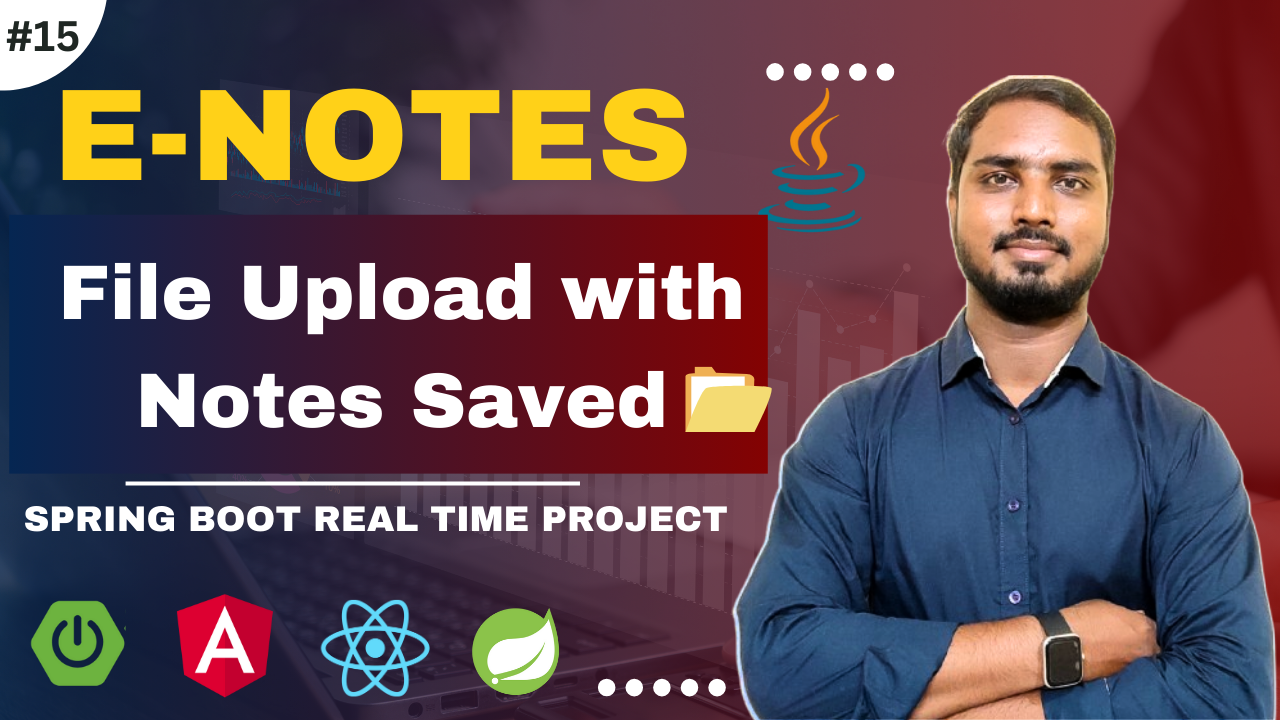 #15
E-NOTES
File Upload with
Notes Saved
SPRING BOOT REAL TIME PROJECT
A